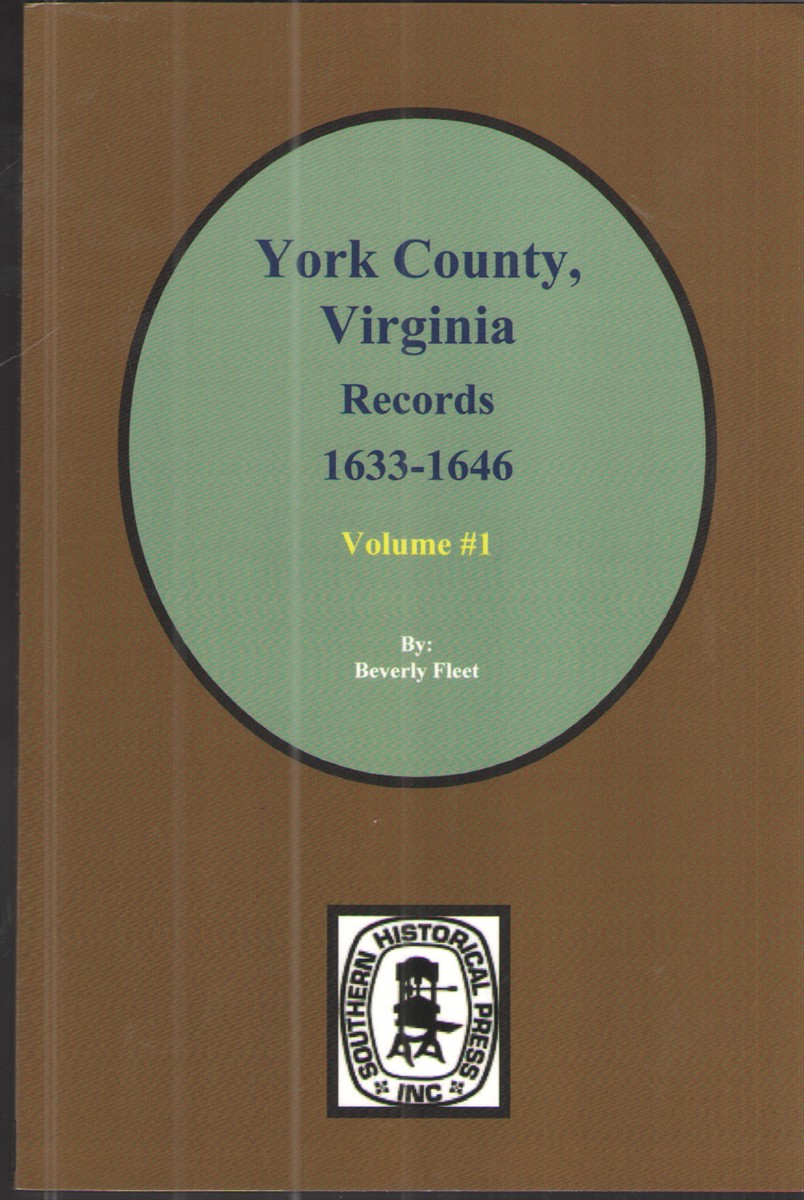 York County,
Virginia
Records
1633-1646
Volume #1
By:
Beverly Fleet
SOUTHERN HISTORICAL PRESS
INC